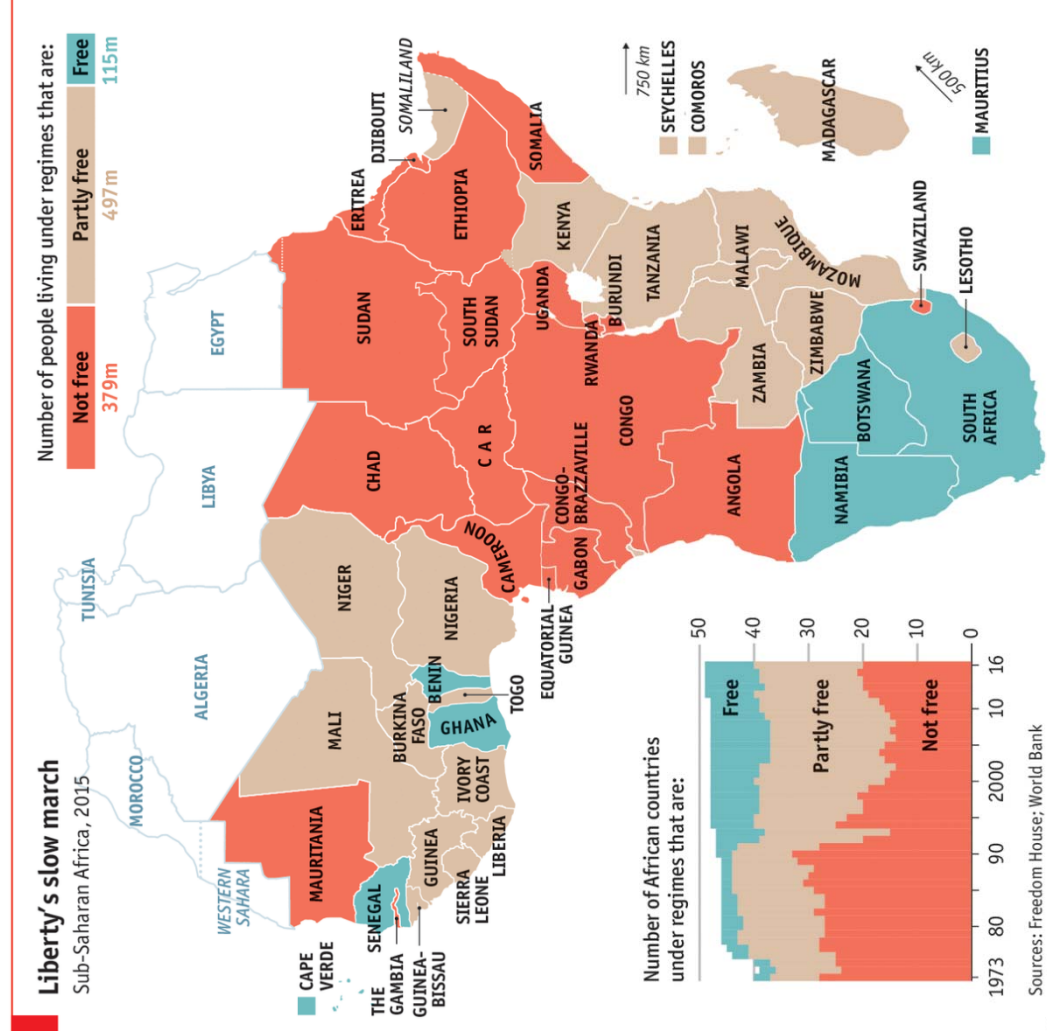 Liberty's slow march
Sub-Saharan Africa, 2015
Number of people living under regimes that are:
Not free
Partly free
Free
379m
497m
115m
MOROCCO
TUNISIA
ALGERIA
LIBYA
EGYPT
WESTERN
SAHARA
MAURITANIA
MALI
NIGER
CHAD
SUDAN
ERITREA
DJIBOUTI
SOMALILAND
CAPE
VERDE
SENEGAL
THE
GAMBIA
GUINEA-
BISSAU
GUINEA
SIERRA
LEONE
LIBERIA
IVORY
COAST
BURKINA
FASO
GHANA
TOGO
BENIN
NIGERIA
CAMEROON
EQUATORIAL
GUINEA
GABON
CONGO-
BRAZZAVILLE
C A R
SOUTH
SUDAN
ETHIOPIA
SOMALIA
UGANDA
KENYA
RWANDA
BURUNDI
CONGO
TANZANIA
ANGOLA
ZAMBIA
MALAWI
MOZAMBIQUE
ZIMBABWE
NAMIBIA
BOTSWANA
SOUTH
AFRICA
SWAZILAND
LESOTHO
750 km
SEYCHELLES
COMOROS
MADAGASCAR
500 km
MAURITIUS
Number of African countries
under regimes that are:
50
40
30
20
10
0
Free
Partly free
Not free
1973
80
90
2000
10
16
Sources: Freedom House; World Bank